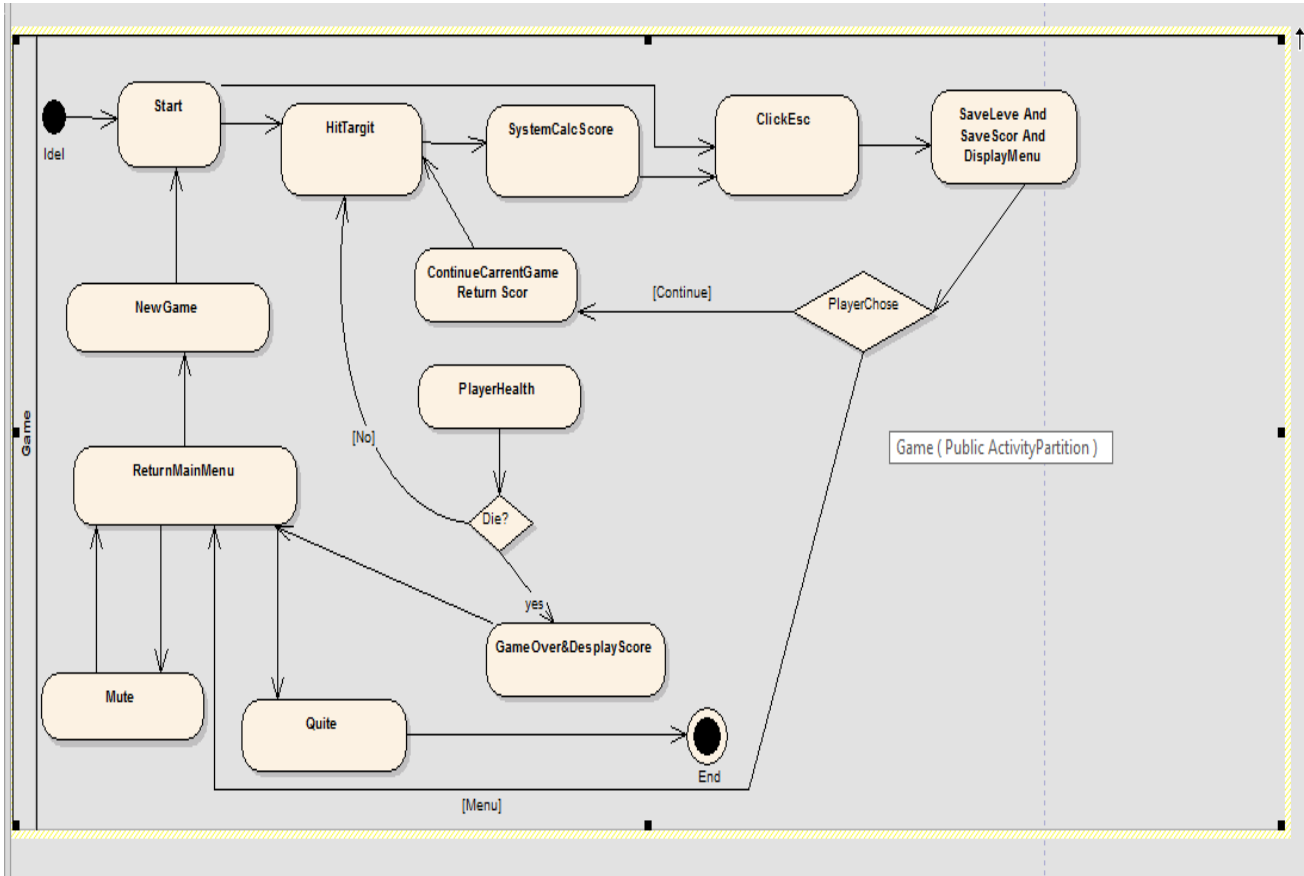 Start
HitTargit
SystemCalcScore
ClickEsc
SaveLeve And
SaveScor And
DisplayMenu
Idel
ContinueCarrentGame
Return Scor
[Continue]
PlayerChose
NewGame
PlayerHealth
Game
[No]
Game ( Public ActivityPartition )
ReturnMainMenu
Die?
yes
GameOver&DesplayScore
Mute
Quite
End
[Menu]